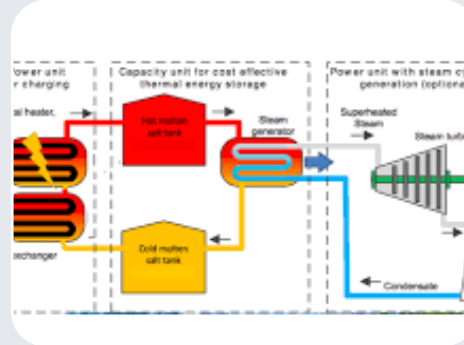 ower unit
r charging
al heater,
xchanger
Capacity unit for cost effective
thermal energy storage
Hot molten
salt tank
Steam
generator
Cold molten
salt tank
Power unit with steam cy
generation (optiona
Superheated
Steam
Steam turb
Condensate